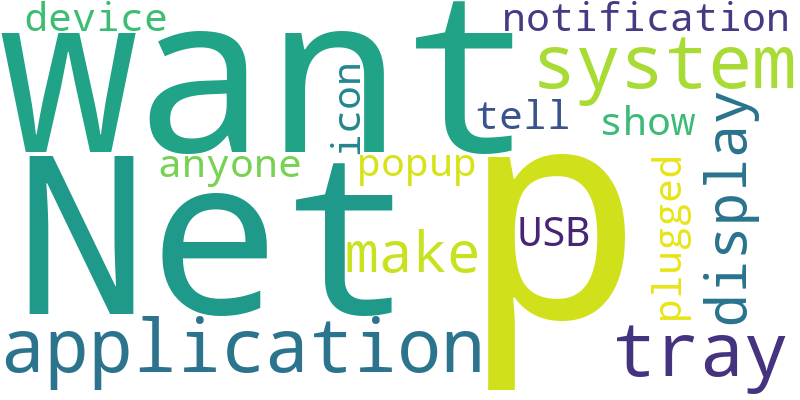 device
want
notification
system
icon
tell
show
display
anyone
popup
Net
p
USB
plugged
make
application
tray